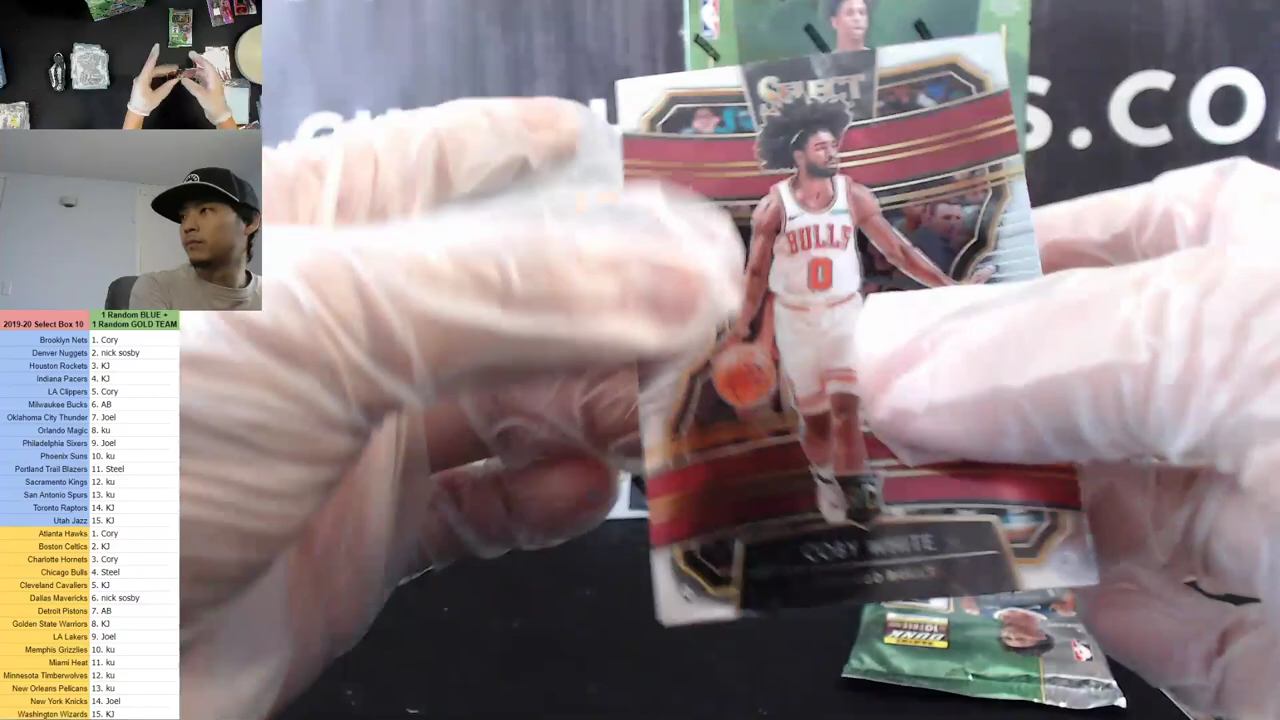 S.CO
SELECT
BULLS
0
COBY WHITE
DUNK
1 Random BLUE +
2019-20 Select Box 10 1 Random GOLD TEAM
Brooklyn Nets 1. Cory
Denver Nuggets 2. nick sosby
Houston Rockets 3. KJ
Indiana Pacers 4. KJ
LA Clippers 5. Cory
Milwaukee Bucks 6. AB
Oklahoma City Thunder 7. Joel
Orlando Magic 8. ku
Philadelphia Sixers 9. Joel
Phoenix Suns 10. ku
Portland Trail Blazers 11. Steel
Sacramento Kings 12. ku
San Antonio Spurs 13. ku
Toronto Raptors 14. KJ
Utah Jazz 15. KJ
Atlanta Hawks 1. Cory
Boston Celtics 2. KJ
Charlotte Hornets 3. Cory
Chicago Bulls 4. Steel
Cleveland Cavaliers 5. KJ
Dallas Mavericks 6. nick sosby
Detroit Pistons 7. AB
Golden State Warriors 8. KJ
LA Lakers 9. Joel
Memphis Grizzlies 10. ku
Miami Heat 11. ku
Minnesota Timberwolves 12. ku
New Orleans Pelicans 13. ku
New York Knicks 14. Joel
Washington Wizards 15. KJ